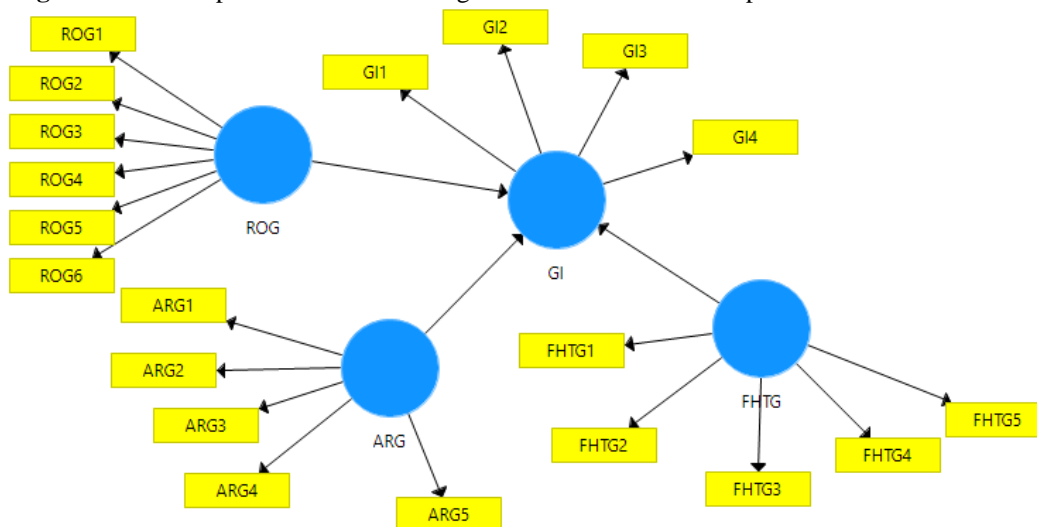 ROG1
ROG2
ROG3
ROG4
ROG5
ROG6
ROG
GI1
GI2
GI3
GI4
GI
ARG1
ARG2
ARG3
ARG4
ARG5
ARG
FHTG1
FHTG2
FHTG3
FHTG4
FHTG5
FHTG